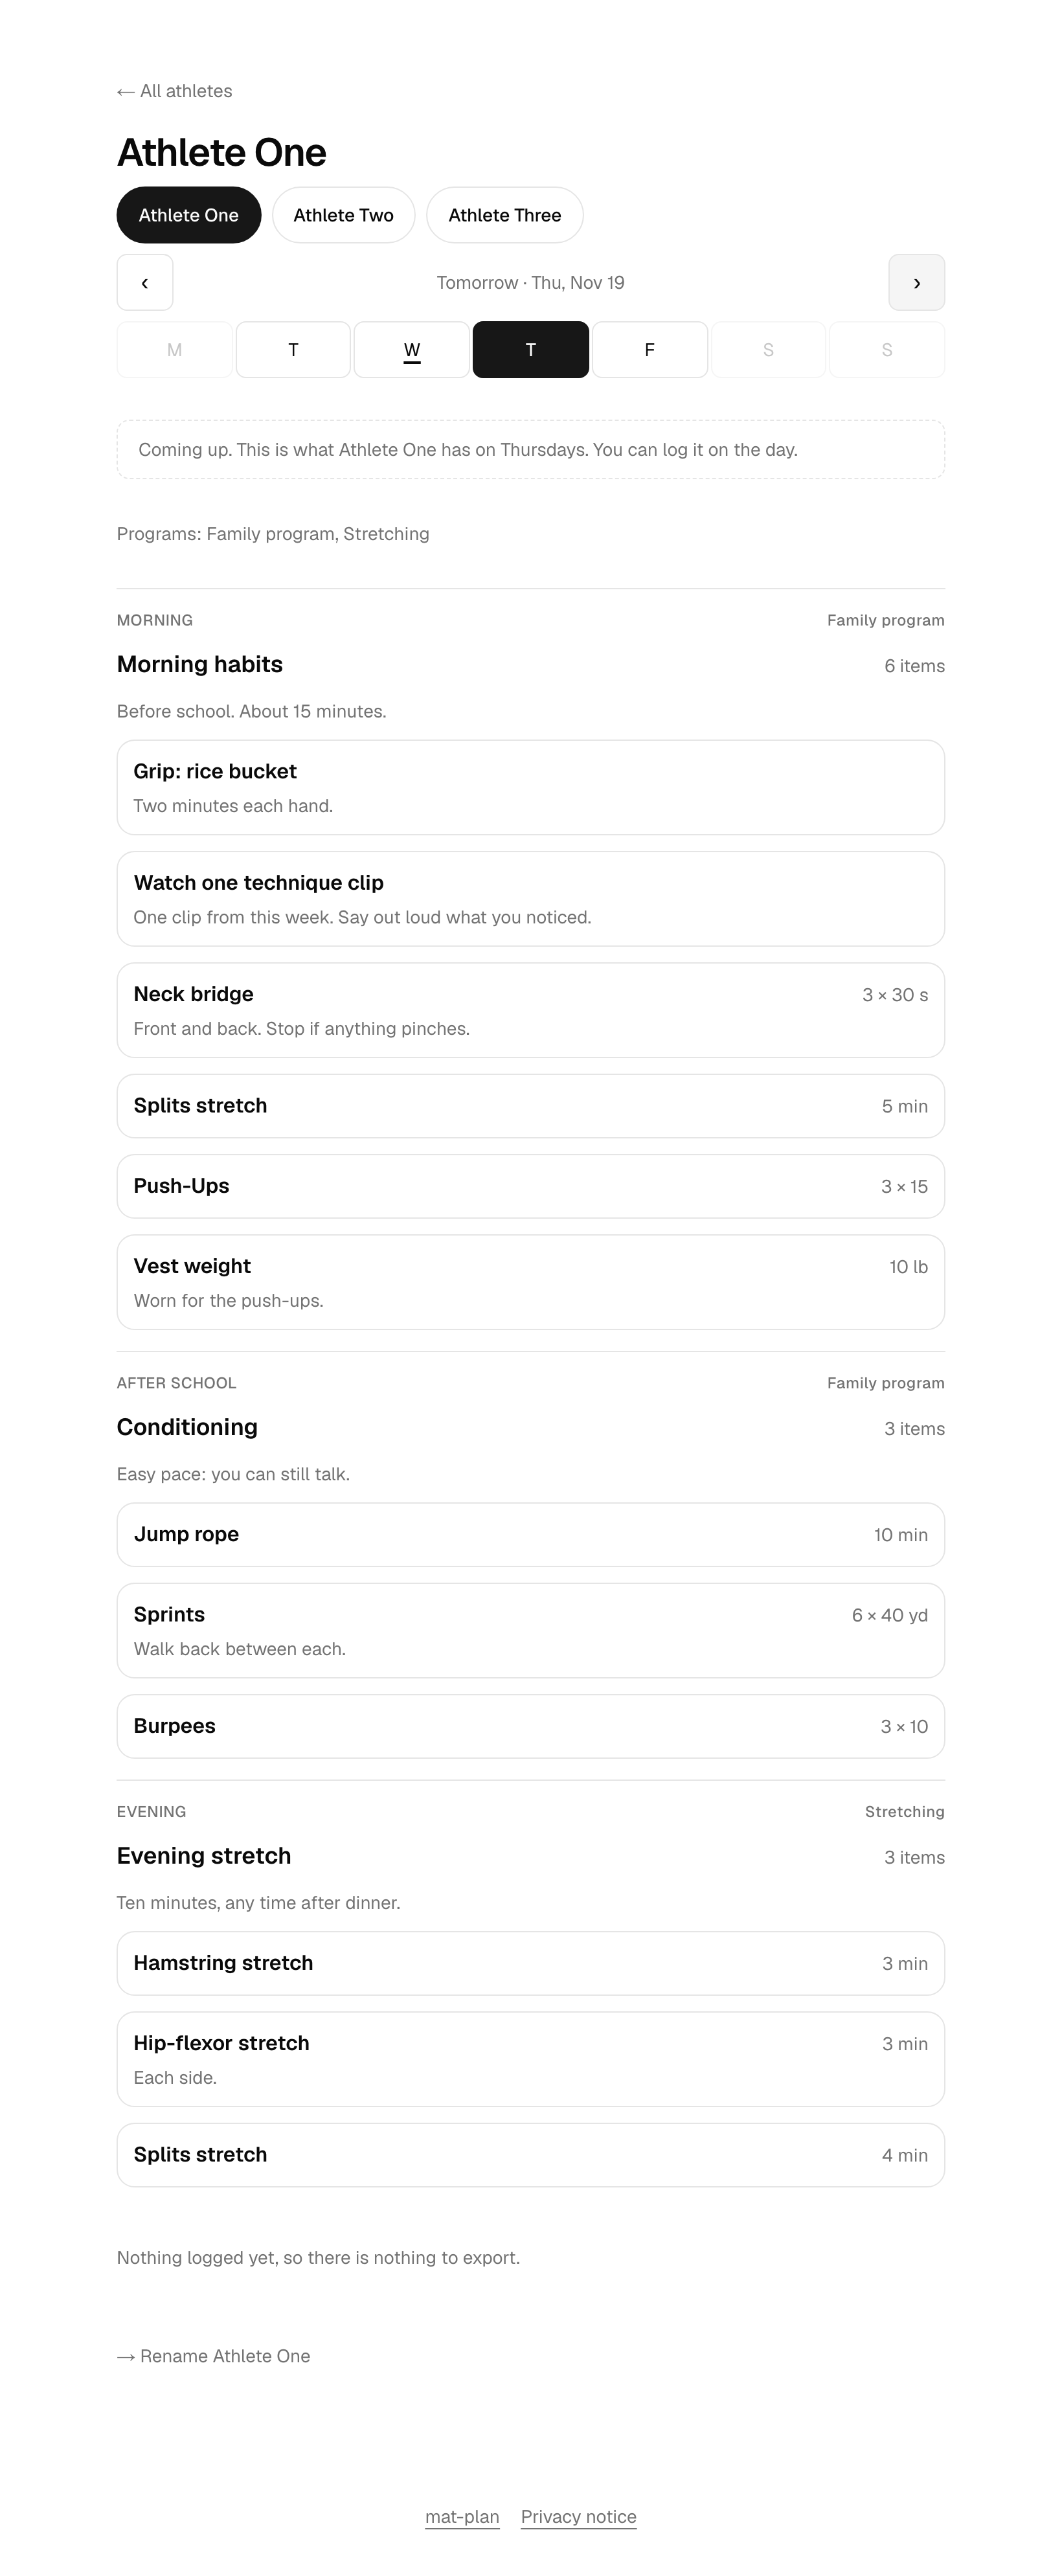 ← All athletes
Athlete One
Athlete One Athlete Two Athlete Three
‹ Tomorrow · Thu, Nov 19 ›
M T W T F S S
Coming up. This is what Athlete One has on Thursdays. You can log it on the day.
Programs: Family program, Stretching
MORNING Family program
Morning habits 6 items
Before school. About 15 minutes.
Grip: rice bucket
Two minutes each hand.
Watch one technique clip
One clip from this week. Say out loud what you noticed.
Neck bridge 3 × 30 s
Front and back. Stop if anything pinches.
Splits stretch 5 min
Push-Ups 3 × 15
Vest weight 10 lb
Worn for the push-ups.
AFTER SCHOOL Family program
Conditioning 3 items
Easy pace: you can still talk.
Jump rope 10 min
Sprints 6 × 40 yd
Walk back between each.
Burpees 3 × 10
EVENING Stretching
Evening stretch 3 items
Ten minutes, any time after dinner.
Hamstring stretch 3 min
Hip-flexor stretch 3 min
Each side.
Splits stretch 4 min
Nothing logged yet, so there is nothing to export.
→ Rename Athlete One
mat-plan Privacy notice